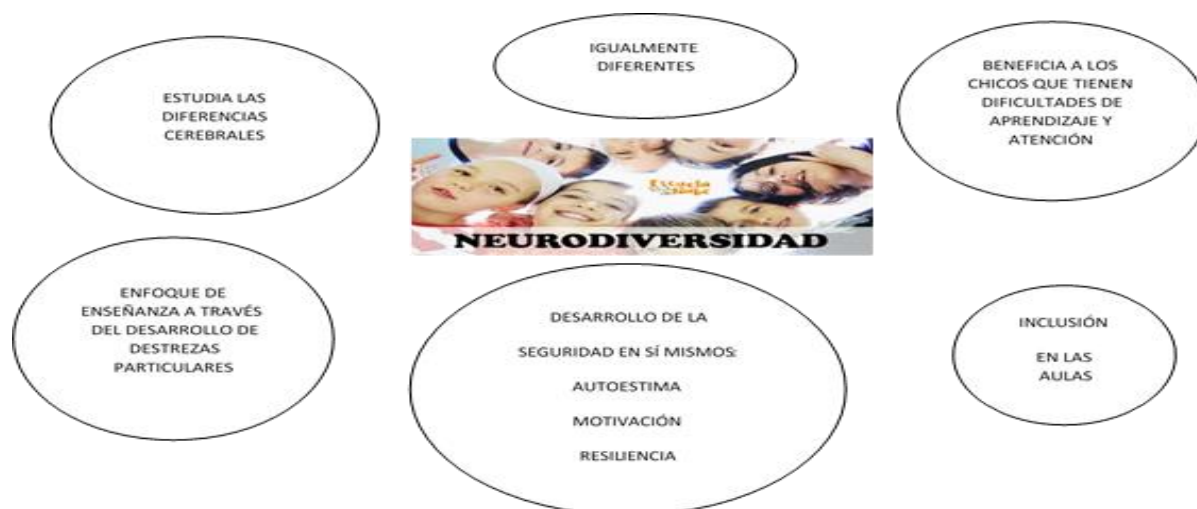 IGUALMENTE
DIFERENTES
ESTUDIA LAS
DIFERENCIAS
CEREBRALES
BENEFICIA A LOS
CHICOS QUE TIENEN
DIFICULTADES DE
APRENDIZAJE Y
ATENCIÓN
NEURODIVERSIDAD
ENFOQUE DE
ENSEÑANZA A TRAVÉS
DEL DESARROLLO DE
DESTREZAS
PARTICULARES
DESARROLLO DE LA
SEGURIDAD EN SÍ MISMOS:
AUTOESTIMA
MOTIVACIÓN
RESILIENCIA
INCLUSIÓN
EN LAS
AULAS